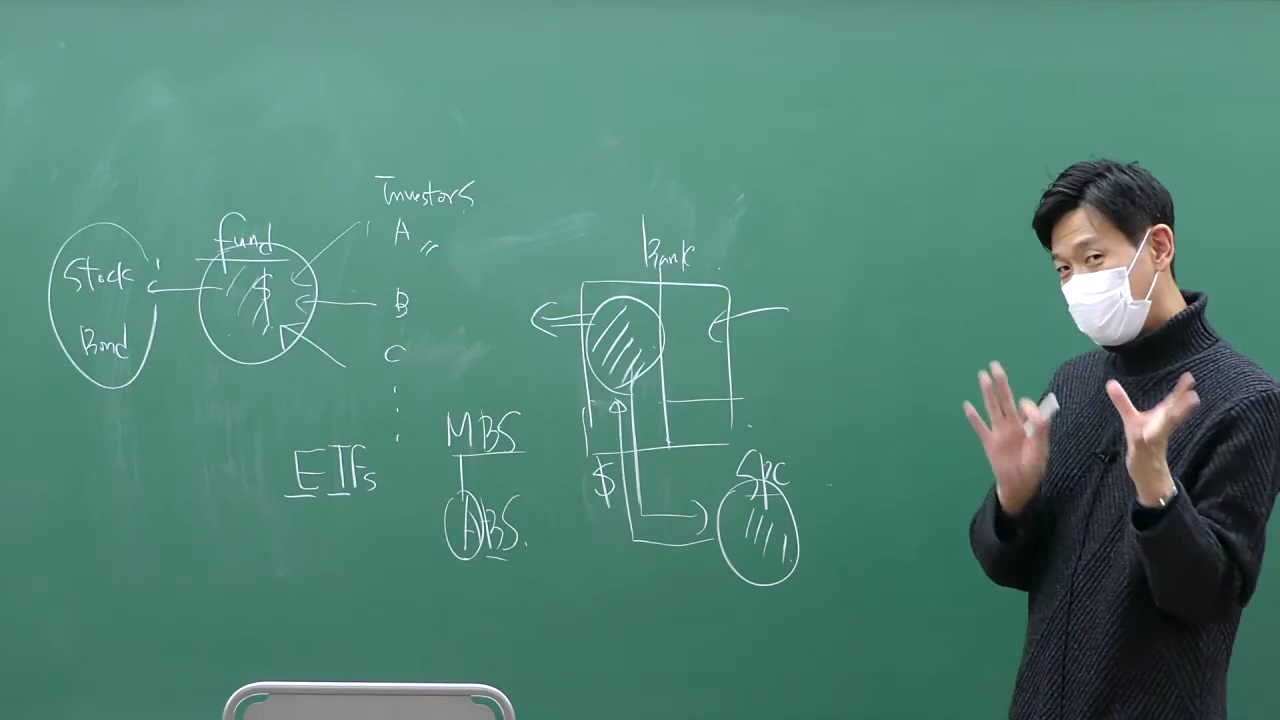 Investors
A
B
C
fund
$
Stock
Bond
ETFs
MBS
ABS.
Bank
$
SPC